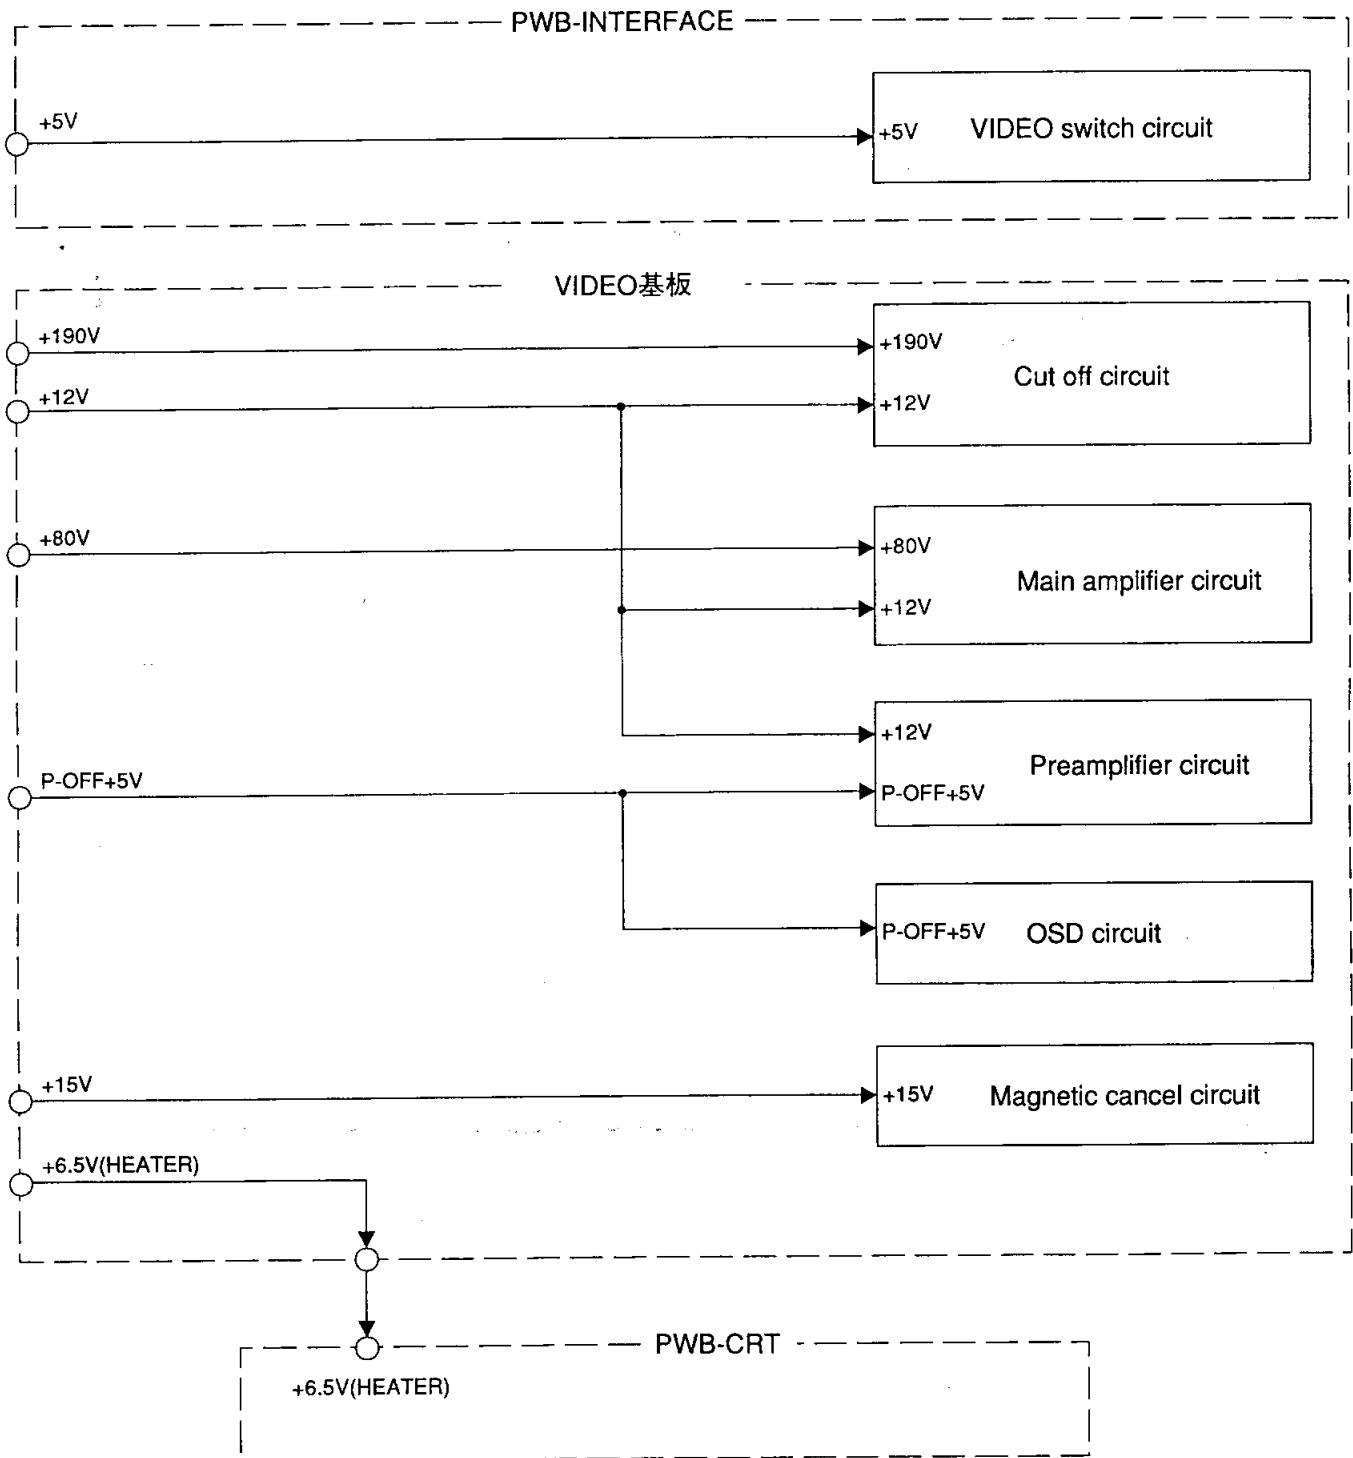 PWB-INTERFACE
+5V
+5V
VIDEO switch circuit
VIDEO基板
+190V
+190V
Cut off circuit
+12V
+12V
+80V
+80V
Main amplifier circuit
+12V
+12V
Preamplifier circuit
P-OFF+5V
P-OFF+5V
P-OFF+5V
OSD circuit
+15V
+15V
Magnetic cancel circuit
+6.5V(HEATER)
PWB-CRT
+6.5V(HEATER)